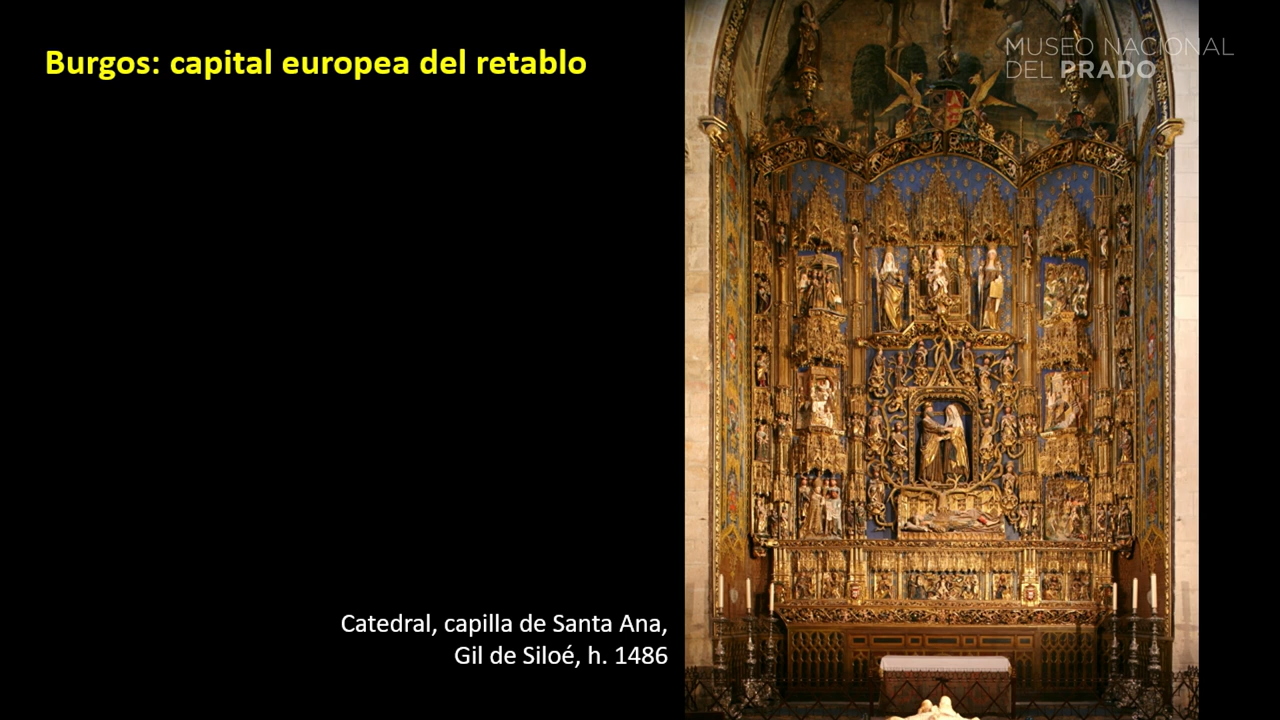 Burgos: capital europea del retablo
MUSEO NACIONAL
DEL PRADO
Catedral, capilla de Santa Ana,
Gil de Siloé, h. 1486